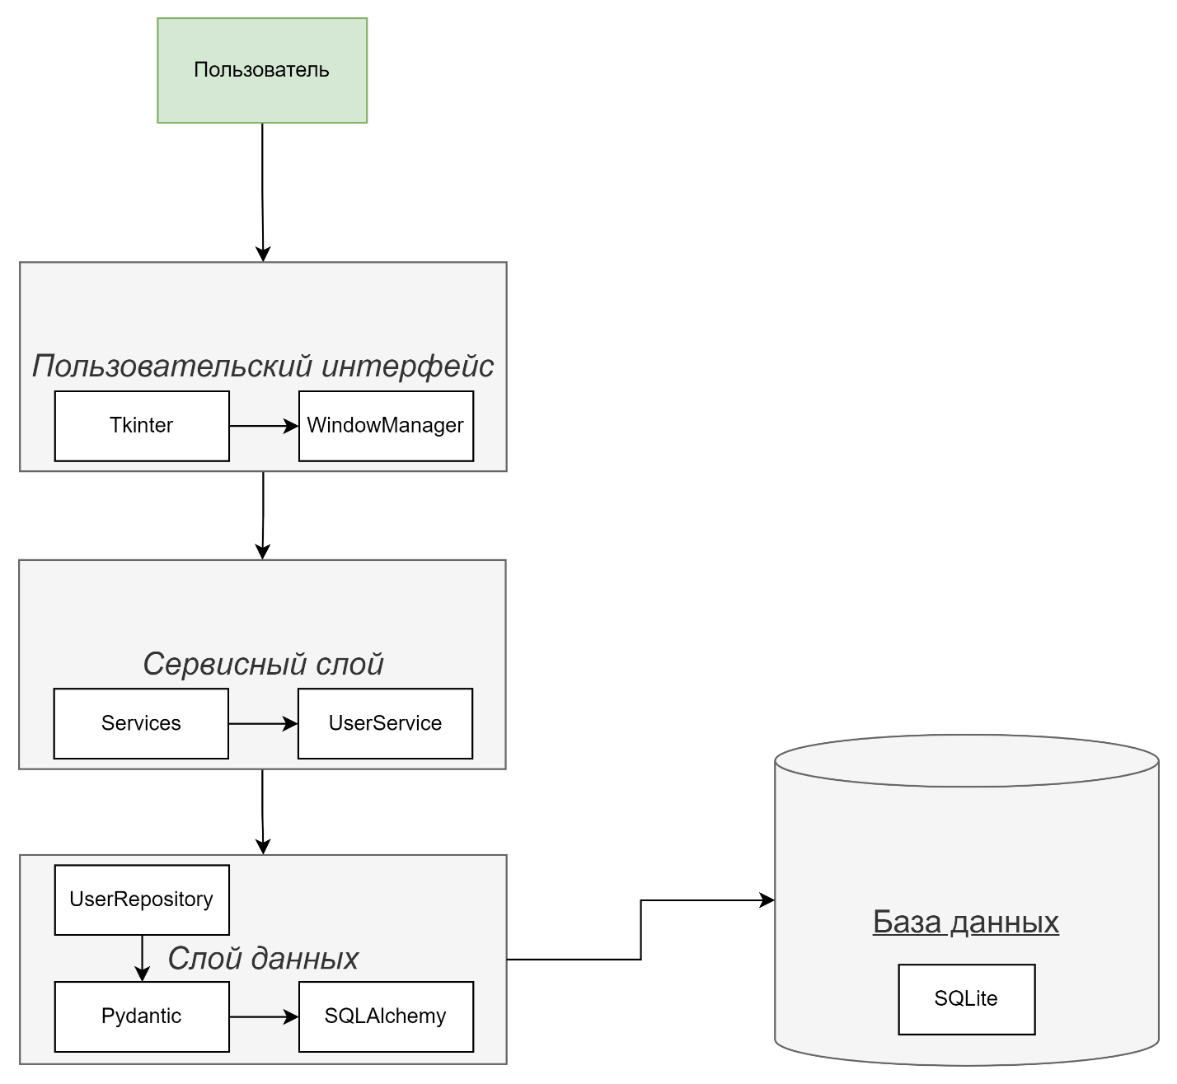 Пользователь
Пользовательский интерфейс
Tkinter
WindowManager
Сервисный слой
Services
UserService
UserRepository
Слой данных
Pydantic
SQLAlchemy
База данных
SQLite